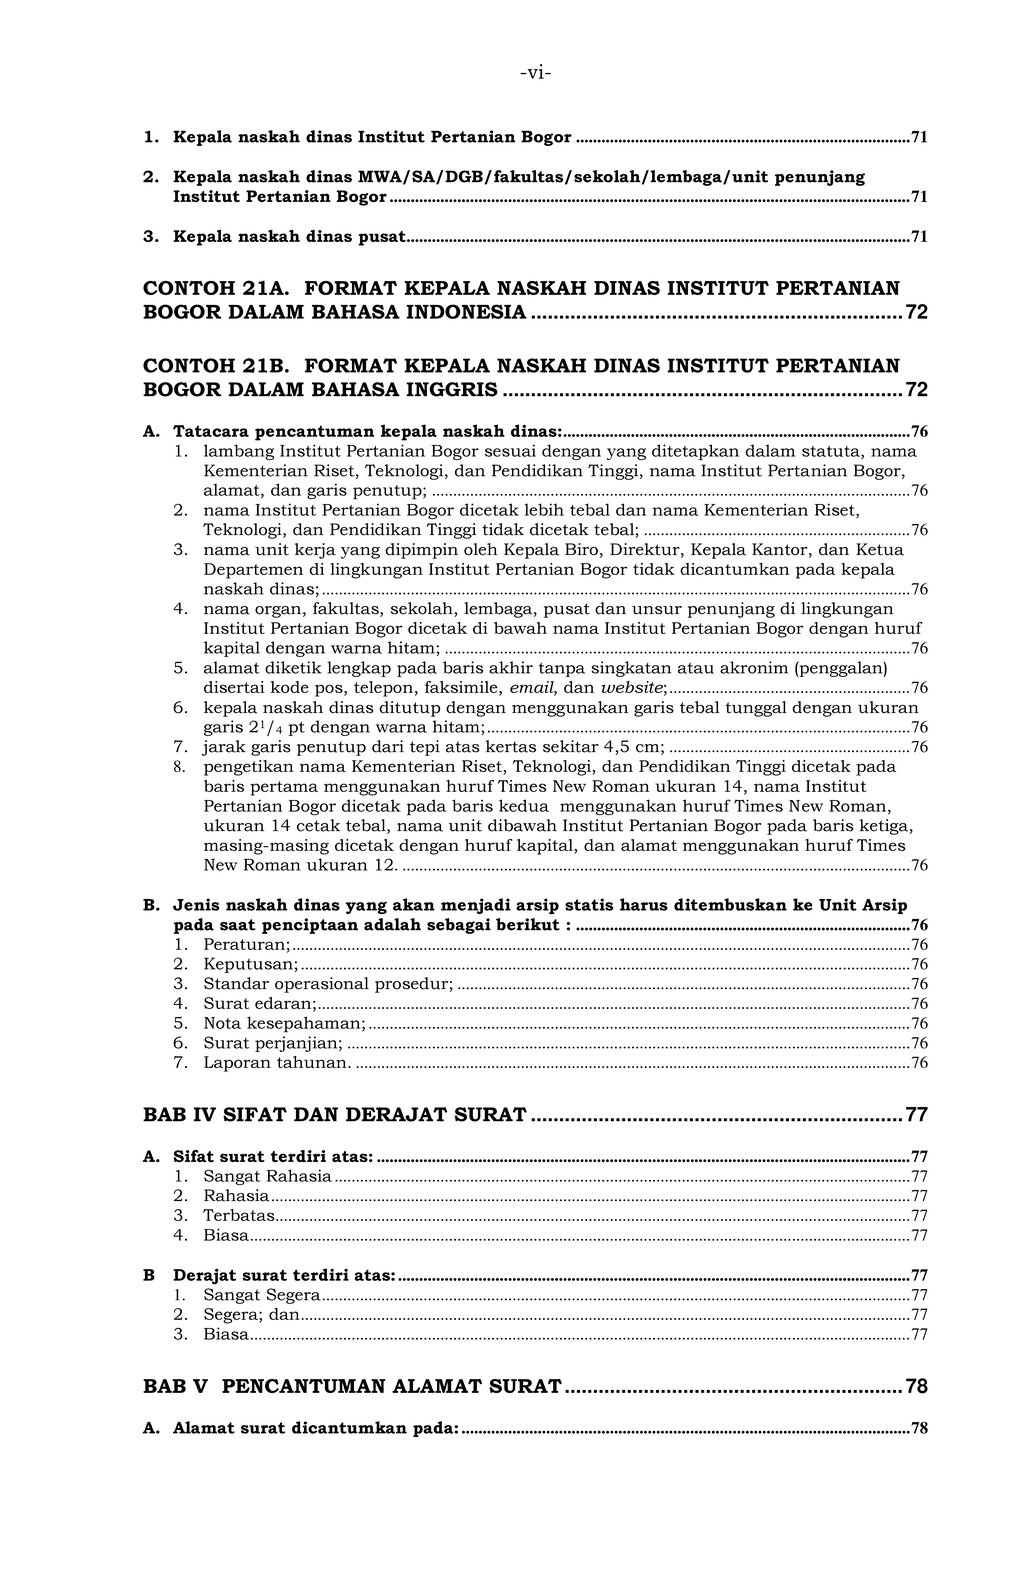 -vi-
1. Kepala naskah dinas Institut Pertanian Bogor ...............................................................................71
2. Kepala naskah dinas MWA/SA/DGB/fakultas/sekolah/lembaga/unit penunjang
Institut Pertanian Bogor...........................................................................................................................71
3. Kepala naskah dinas pusat.......................................................................................................................71
CONTOH 21A. FORMAT KEPALA NASKAH DINAS INSTITUT PERTANIAN
BOGOR DALAM BAHASA INDONESIA..................................................................72
CONTOH 21B. FORMAT KEPALA NASKAH DINAS INSTITUT PERTANIAN
BOGOR DALAM BAHASA INGGRIS.......................................................................72
A. Tatacara pencantuman kepala naskah dinas:..................................................................................76
1. lambang Institut Pertanian Bogor sesuai dengan yang ditetapkan dalam statuta, nama
Kementerian Riset, Teknologi, dan Pendidikan Tinggi, nama Institut Pertanian Bogor,
alamat, dan garis penutup; .................................................................................................................76
2. nama Institut Pertanian Bogor dicetak lebih tebal dan nama Kementerian Riset,
Teknologi, dan Pendidikan Tinggi tidak dicetak tebal; ...............................................................76
3. nama unit kerja yang dipimpin oleh Kepala Biro, Direktur, Kepala Kantor, dan Ketua
Departemen di lingkungan Institut Pertanian Bogor tidak dicantumkan pada kepala
naskah dinas;...........................................................................................................................................76
4. nama organ, fakultas, sekolah, lembaga, pusat dan unsur penunjang di lingkungan
Institut Pertanian Bogor dicetak di bawah nama Institut Pertanian Bogor dengan huruf
kapital dengan warna hitam; ..............................................................................................................76
5. alamat diketik lengkap pada baris akhir tanpa singkatan atau akronim (penggalan)
disertai kode pos, telepon, faksimile, email, dan website;.........................................................76
6. kepala naskah dinas ditutup dengan menggunakan garis tebal tunggal dengan ukuran
garis 2¹/₄ pt dengan warna hitam;....................................................................................................76
7. jarak garis penutup dari tepi atas kertas sekitar 4,5 cm; .........................................................76
8. pengetikan nama Kementerian Riset, Teknologi, dan Pendidikan Tinggi dicetak pada
baris pertama menggunakan huruf Times New Roman ukuran 14, nama Institut
Pertanian Bogor dicetak pada baris kedua menggunakan huruf Times New Roman,
ukuran 14 cetak tebal, nama unit dibawah Institut Pertanian Bogor pada baris ketiga,
masing-masing dicetak dengan huruf kapital, dan alamat menggunakan huruf Times
New Roman ukuran 12. ........................................................................................................................76
B. Jenis naskah dinas yang akan menjadi arsip statis harus ditembuskan ke Unit Arsip
pada saat penciptaan adalah sebagai berikut : ...............................................................................76
1. Peraturan;..................................................................................................................................................76
2. Keputusan;................................................................................................................................................76
3. Standar operasional prosedur; ...........................................................................................................76
4. Surat edaran;............................................................................................................................................76
5. Nota kesepahaman;................................................................................................................................76
6. Surat perjanjian; .....................................................................................................................................76
7. Laporan tahunan. ...................................................................................................................................76
BAB IV SIFAT DAN DERAJAT SURAT..................................................................77
A. Sifat surat terdiri atas:..............................................................................................................................77
1. Sangat Rahasia........................................................................................................................................77
2. Rahasia.......................................................................................................................................................77
3. Terbatas......................................................................................................................................................77
4. Biasa............................................................................................................................................................77
B Derajat surat terdiri atas:.........................................................................................................................77
1. Sangat Segera...........................................................................................................................................77
2. Segera; dan................................................................................................................................................77
3. Biasa............................................................................................................................................................77
BAB V PENCANTUMAN ALAMAT SURAT............................................................78
A. Alamat surat dicantumkan pada:..........................................................................................................78